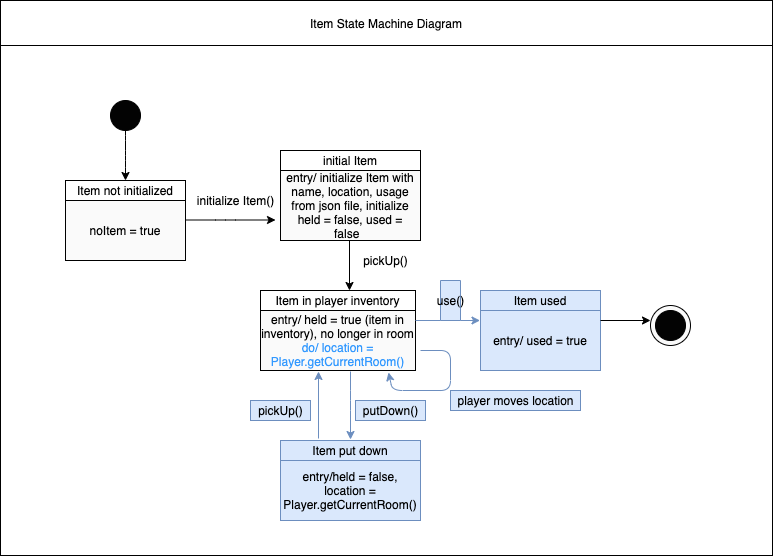 Item State Machine Diagram
initial Item
entry/ initialize Item with
name, location, usage
from json file, initialize
held = false, used =
false
Item not initialized
noItem = true
initialize Item()
pickUp()
Item in player inventory
entry/ held = true (item in
inventory), no longer in room
do/ location =
Player.getCurrentRoom()
use()
Item used
entry/ used = true
player moves location
pickUp()
putDown()
Item put down
entry/held = false,
location =
Player.getCurrentRoom()